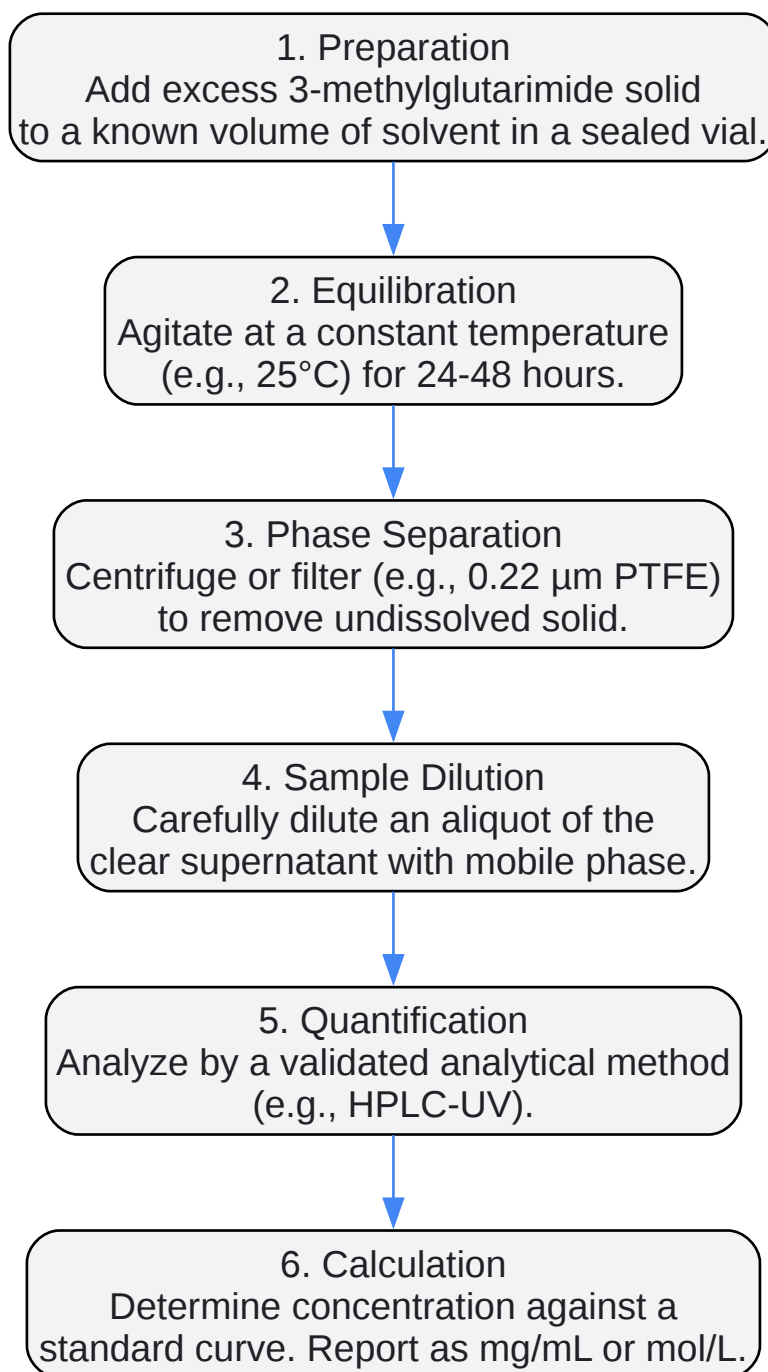 1. Preparation
Add excess 3-methylglutarimide solid
to a known volume of solvent in a sealed vial.
2. Equilibration
Agitate at a constant temperature
(e.g., 25°C) for 24-48 hours.
3. Phase Separation
Centrifuge or filter (e.g., 0.22 µm PTFE)
to remove undissolved solid.
4. Sample Dilution
Carefully dilute an aliquot of the
clear supernatant with mobile phase.
5. Quantification
Analyze by a validated analytical method
(e.g., HPLC-UV).
6. Calculation
Determine concentration against a
standard curve. Report as mg/mL or mol/L.